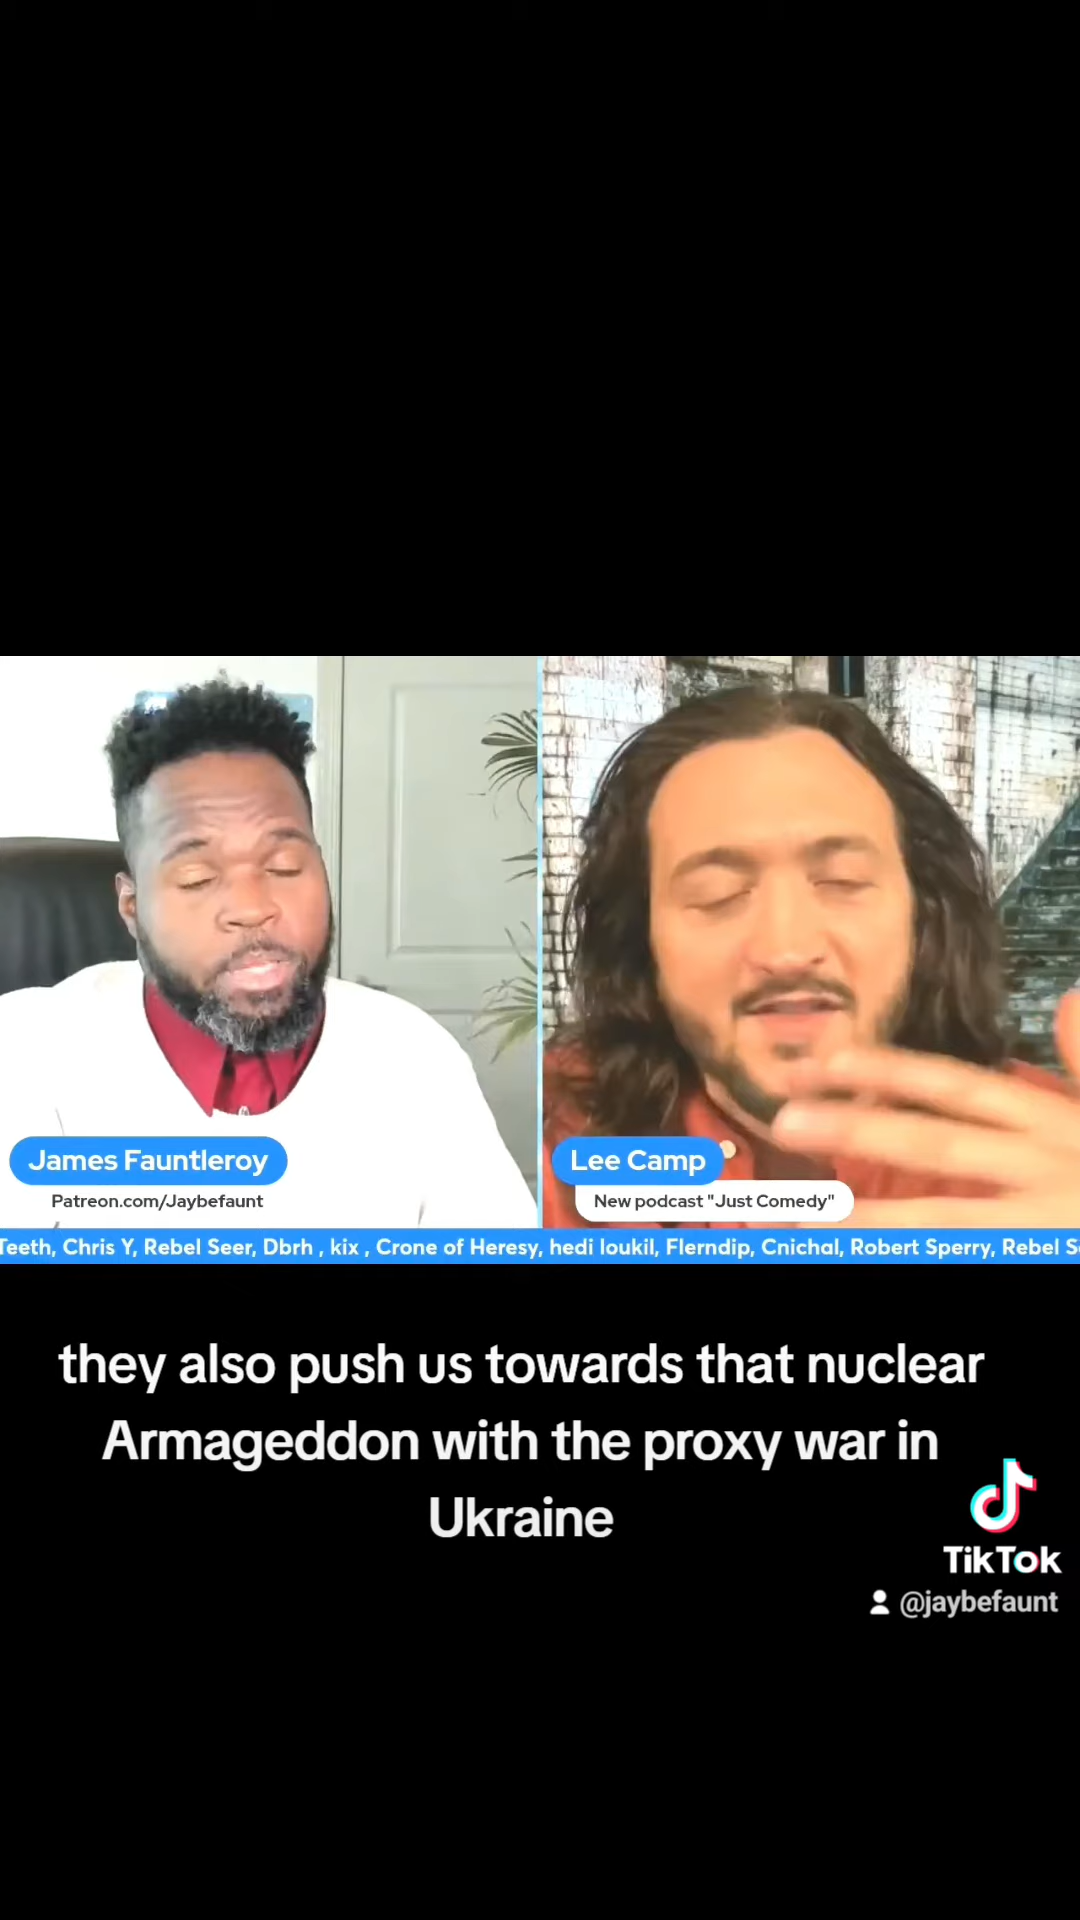 James Fauntleroy
Patreon.com/Jaybefaunt
Lee Camp
New podcast "Just Comedy"
Teeth, Chris Y, Rebel Seer, Dbrh , kix , Crone of Heresy, hedi loukil, Flerndip, Cnichal, Robert Sperry, Rebel S
they also push us towards that nuclear
Armageddon with the proxy war in
Ukraine
TikTok
@jaybefaunt